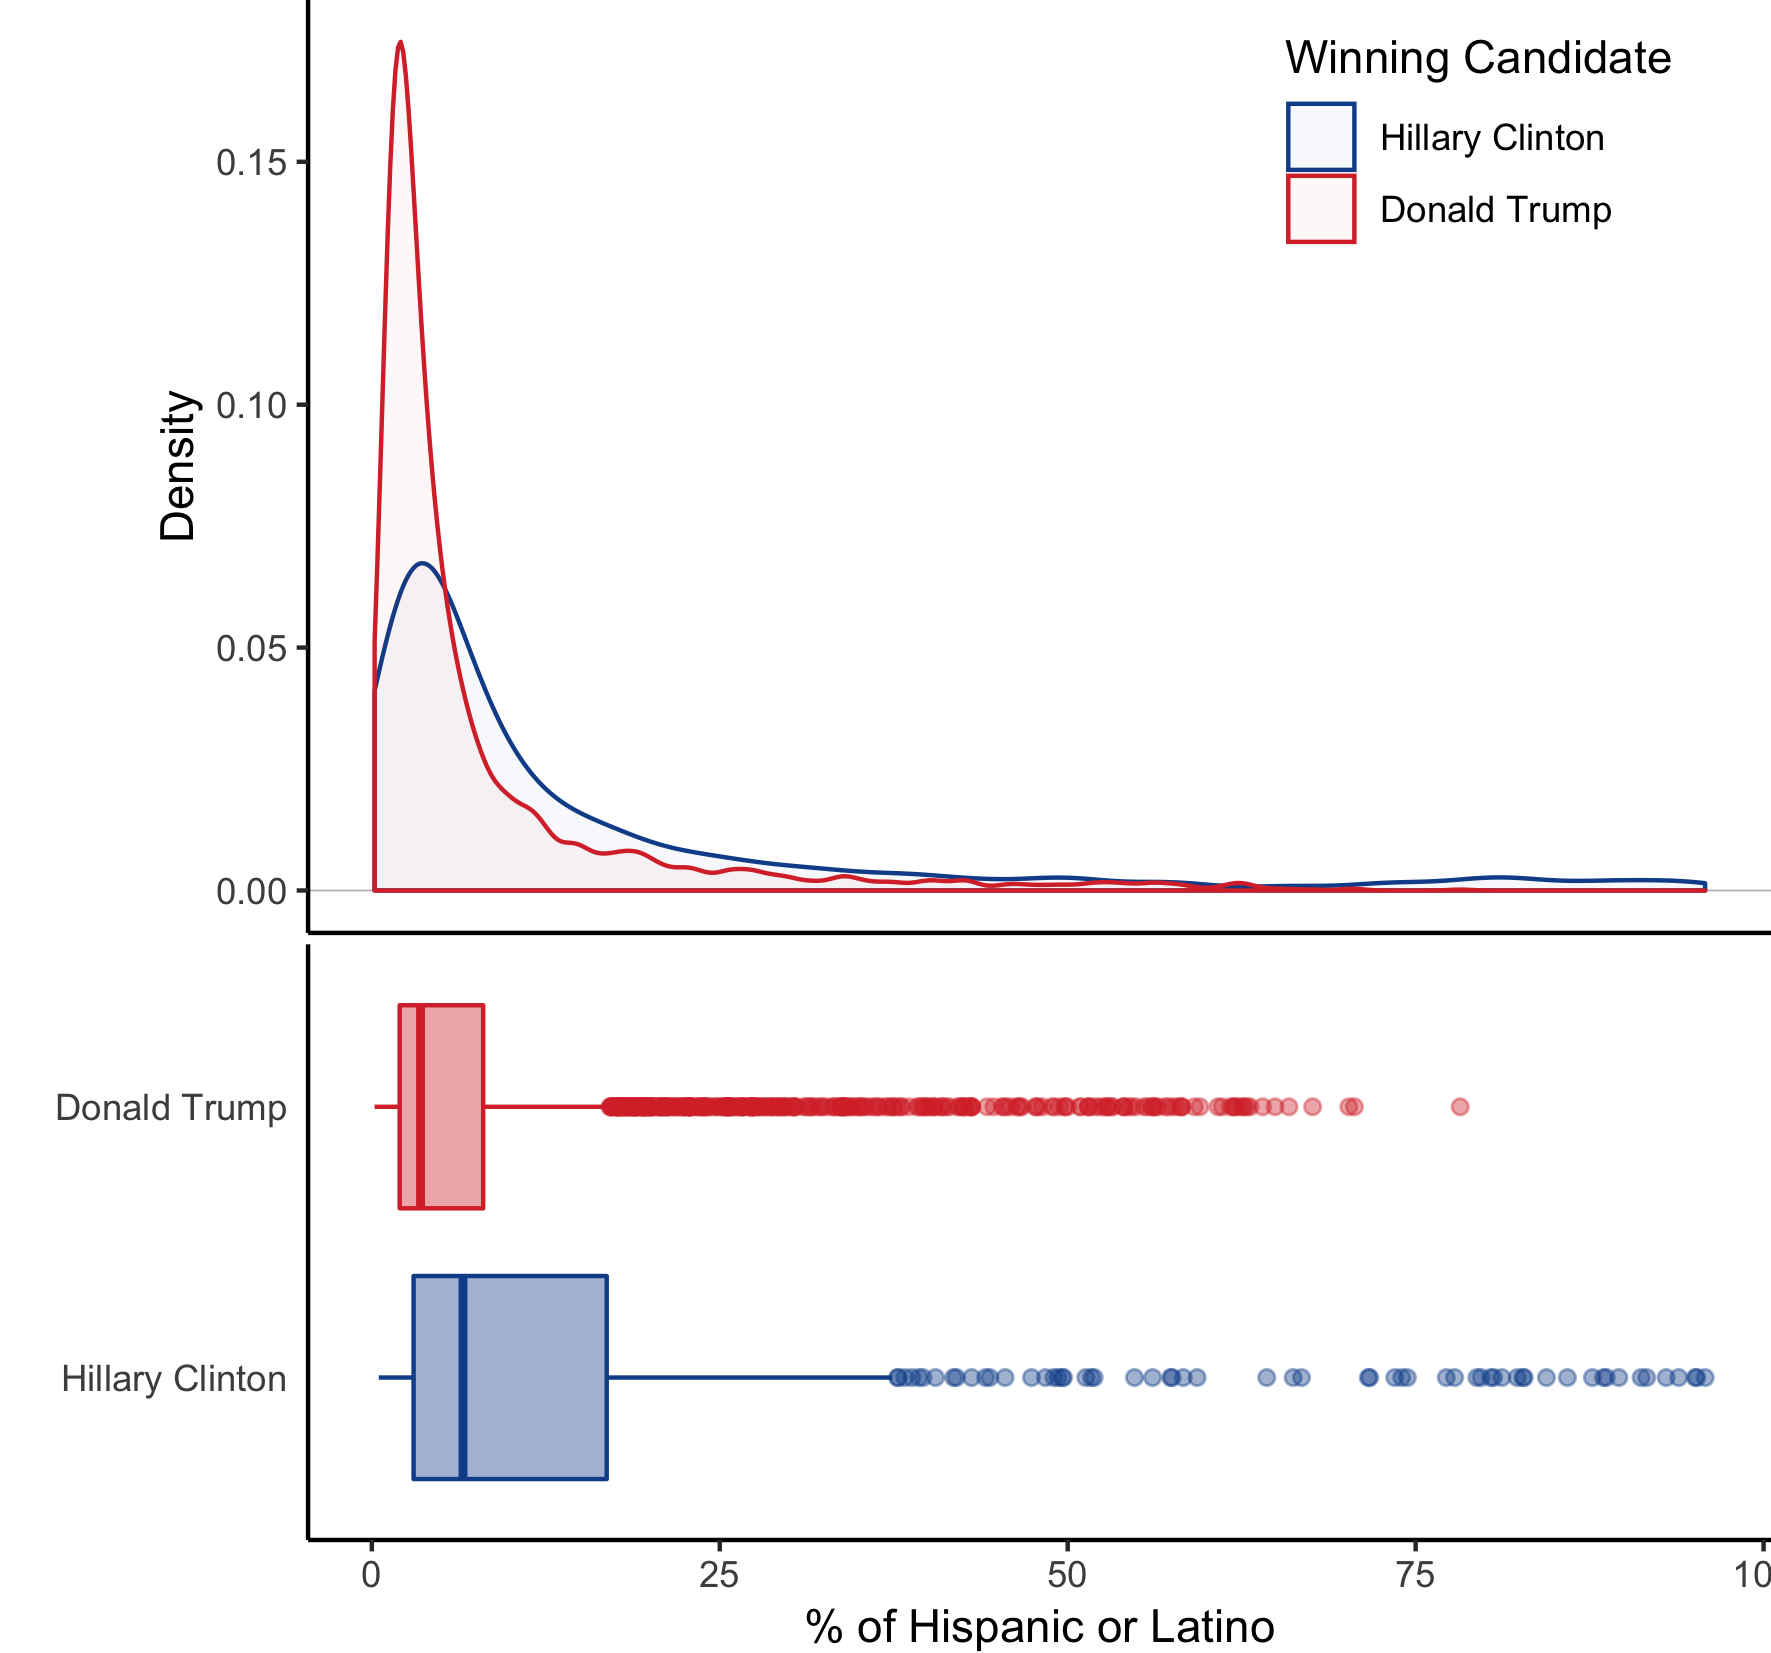 Winning Candidate
Hillary Clinton
Donald Trump
Density
0.15
0.10
0.05
0.00
Donald Trump
Hillary Clinton
0 25 50 75 10
% of Hispanic or Latino